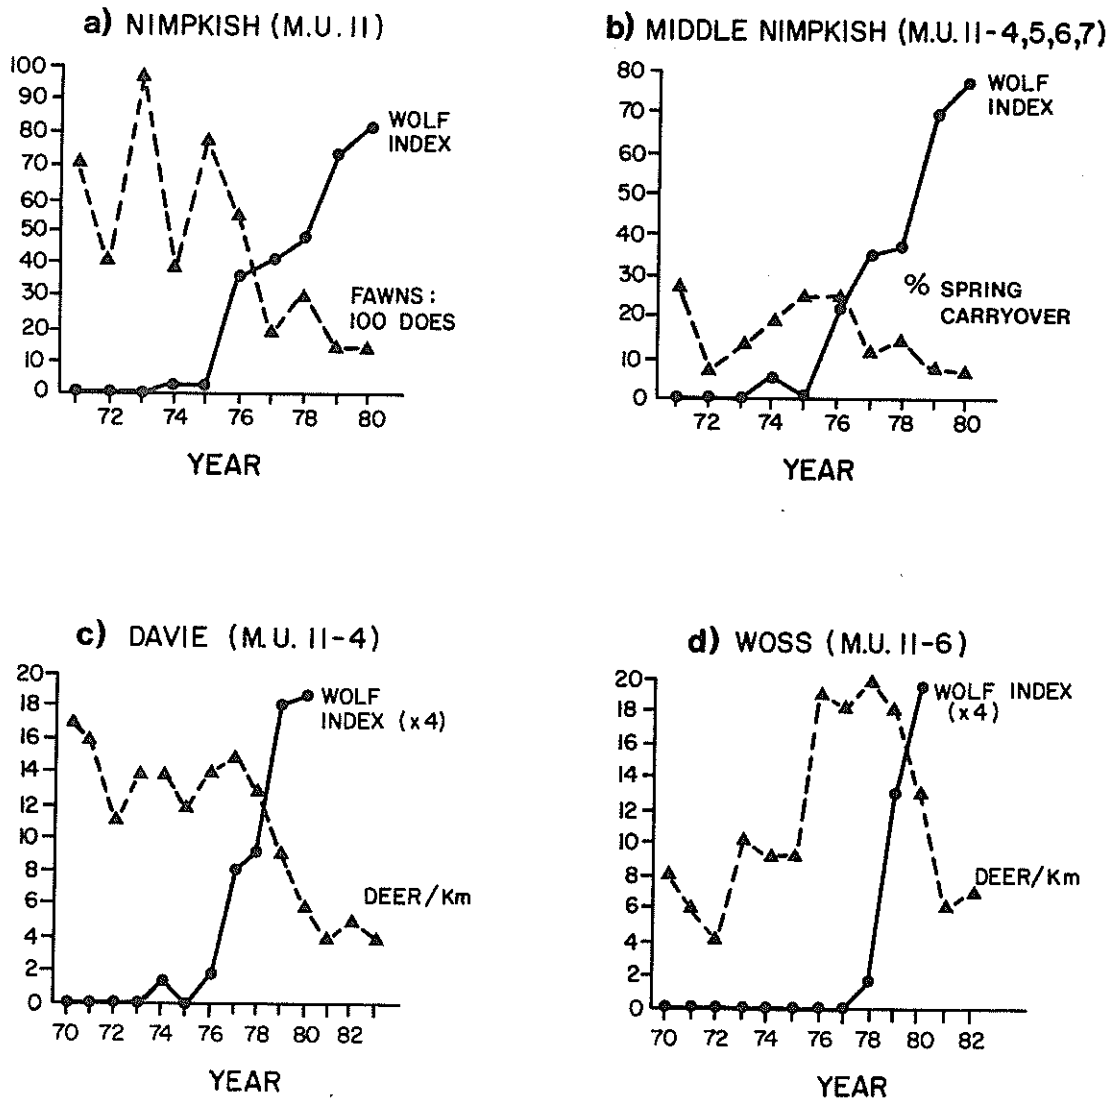 a) NIMPKISH (M.U. 11)
100
90
80
70
60
50
40
30
20
10
0
WOLF
INDEX
FAWNS:
100 DOES
72 74 76 78 80
YEAR
b) MIDDLE NIMPKISH (M.U. 11-4,5,6,7)
80
70
60
50
40
30
20
10
0
WOLF
INDEX
% SPRING
CARRYOVER
72 74 76 78 80
YEAR
c) DAVIE (M.U. 11-4)
20
18
16
14
12
10
8
6
4
2
0
WOLF
INDEX (x4)
DEER/Km
70 72 74 76 78 80 82
YEAR
d) WOSS (M.U. 11-6)
20
18
16
14
12
10
8
6
4
2
0
WOLF INDEX
(x4)
DEER/Km
70 72 74 76 78 80 82
YEAR